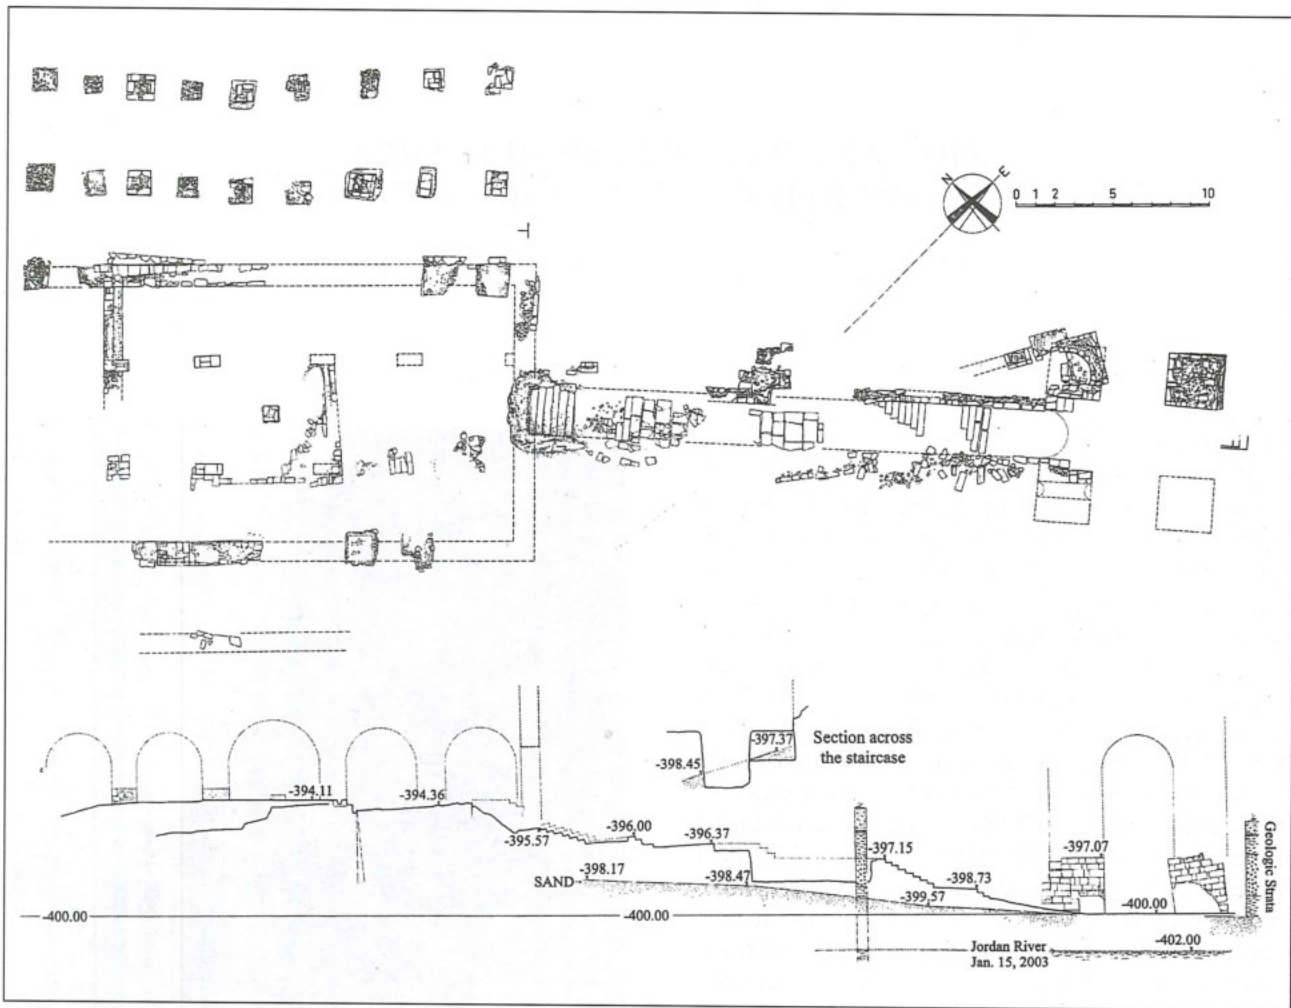 N E
0 1 2 5 10
-397.37
-398.45
Section across
the staircase
-394.11
-394.36
-395.57
-396.00
-396.37
-397.15
-397.07
-398.17
-398.47
-398.73
SAND
-399.57
-400.00
-400.00
-400.00
Jordan River
Jan. 15, 2003
-402.00
Geologic Strata